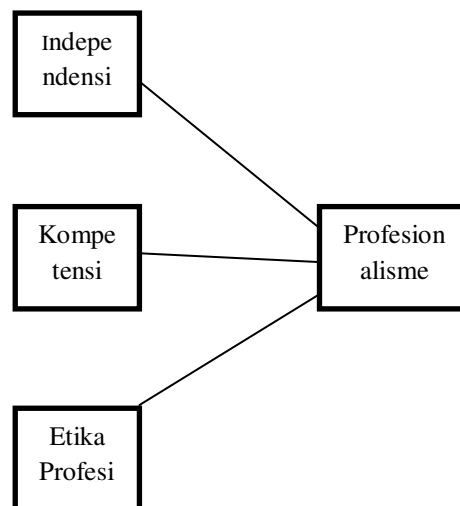 Indepe
ndensi
Kompe
tensi
Profesion
alisme
Etika
Profesi